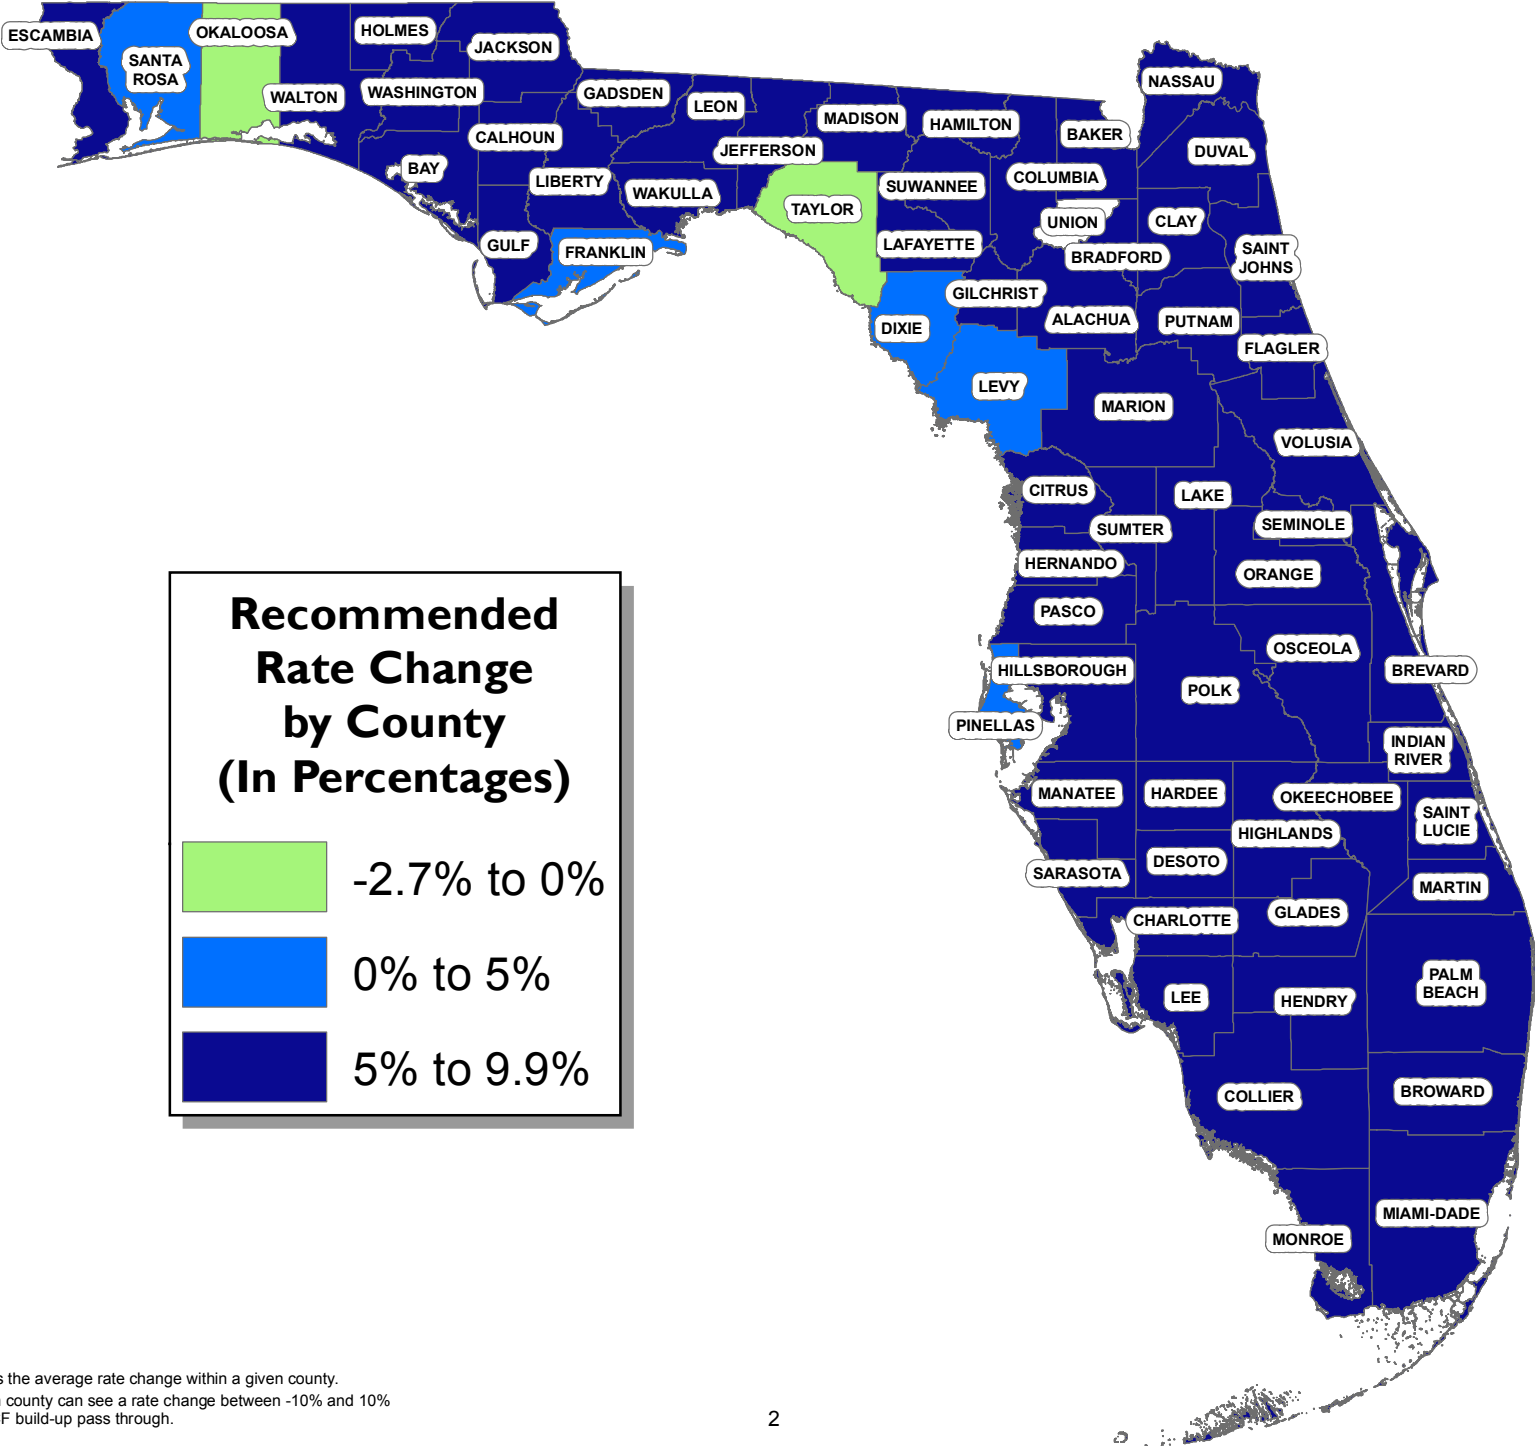 ESCAMBIA
SANTA
ROSA
OKALOOSA
WALTON
HOLMES
JACKSON
WASHINGTON
CALHOUN
BAY
GULF
GADSDEN
LIBERTY
FRANKLIN
LEON
WAKULLA
JEFFERSON
MADISON
TAYLOR
HAMILTON
SUWANNEE
LAFAYETTE
DIXIE
GILCHRIST
LEVY
COLUMBIA
BAKER
UNION
BRADFORD
ALACHUA
NASSAU
DUVAL
CLAY
SAINT
JOHNS
PUTNAM
FLAGLER
MARION
VOLUSIA
CITRUS
LAKE
SUMTER
SEMINOLE
HERNANDO
ORANGE
PASCO
OSCEOLA
HILLSBOROUGH
POLK
BREVARD
PINELLAS
INDIAN
RIVER
MANATEE
HARDEE
OKEECHOBEE
SAINT
LUCIE
HIGHLANDS
DESOTO
SARASOTA
MARTIN
CHARLOTTE
GLADES
PALM
BEACH
LEE
HENDRY
COLLIER
BROWARD
MIAMI-DADE
MONROE
Recommended
Rate Change
by County
(In Percentages)
-2.7% to 0%
0% to 5%
5% to 9.9%
s the average rate change within a given county.
county can see a rate change between -10% and 10%
F build-up pass through.
2